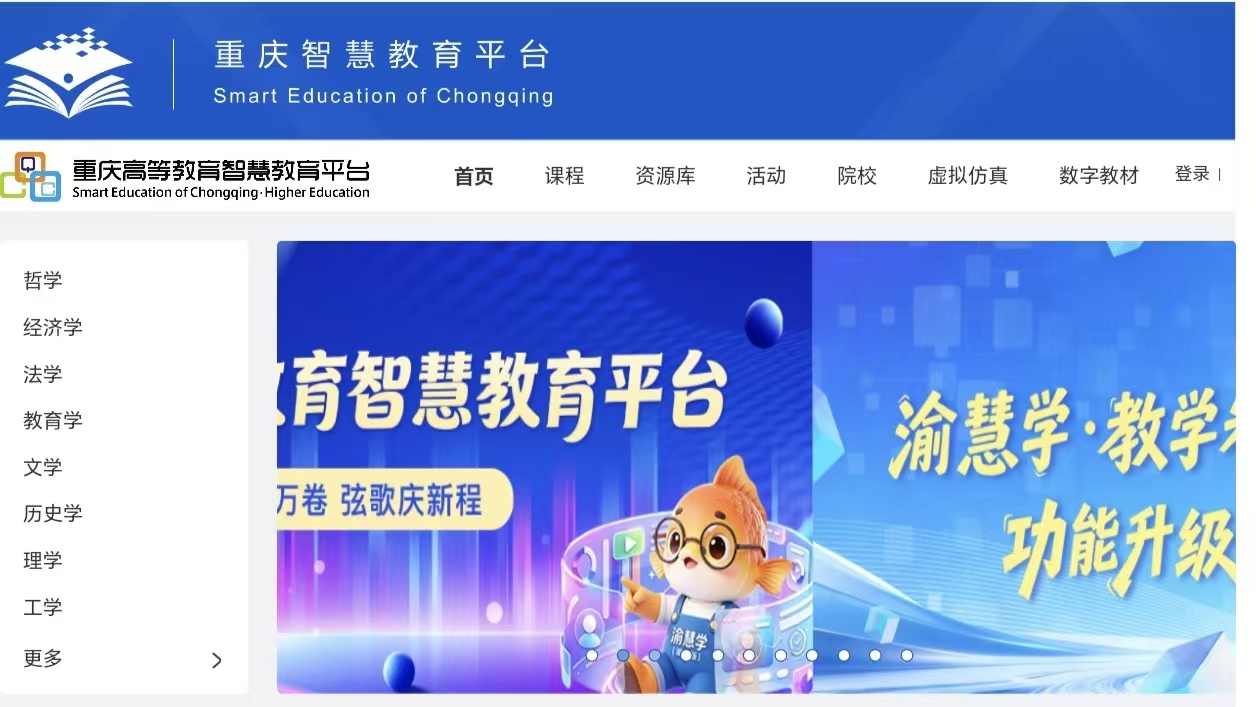 重庆智慧教育平台
Smart Education of Chongqing
重庆高等教育智慧教育平台
Smart Education of Chongqing·Higher Education
首页 课程 资源库 活动 院校 虚拟仿真 数字教材 登录
哲学
经济学
法学
教育学
文学
历史学
理学
工学
更多
育智慧教育平台
万卷 弦歌庆新程
渝慧学
渝慧学·教学
功能升级